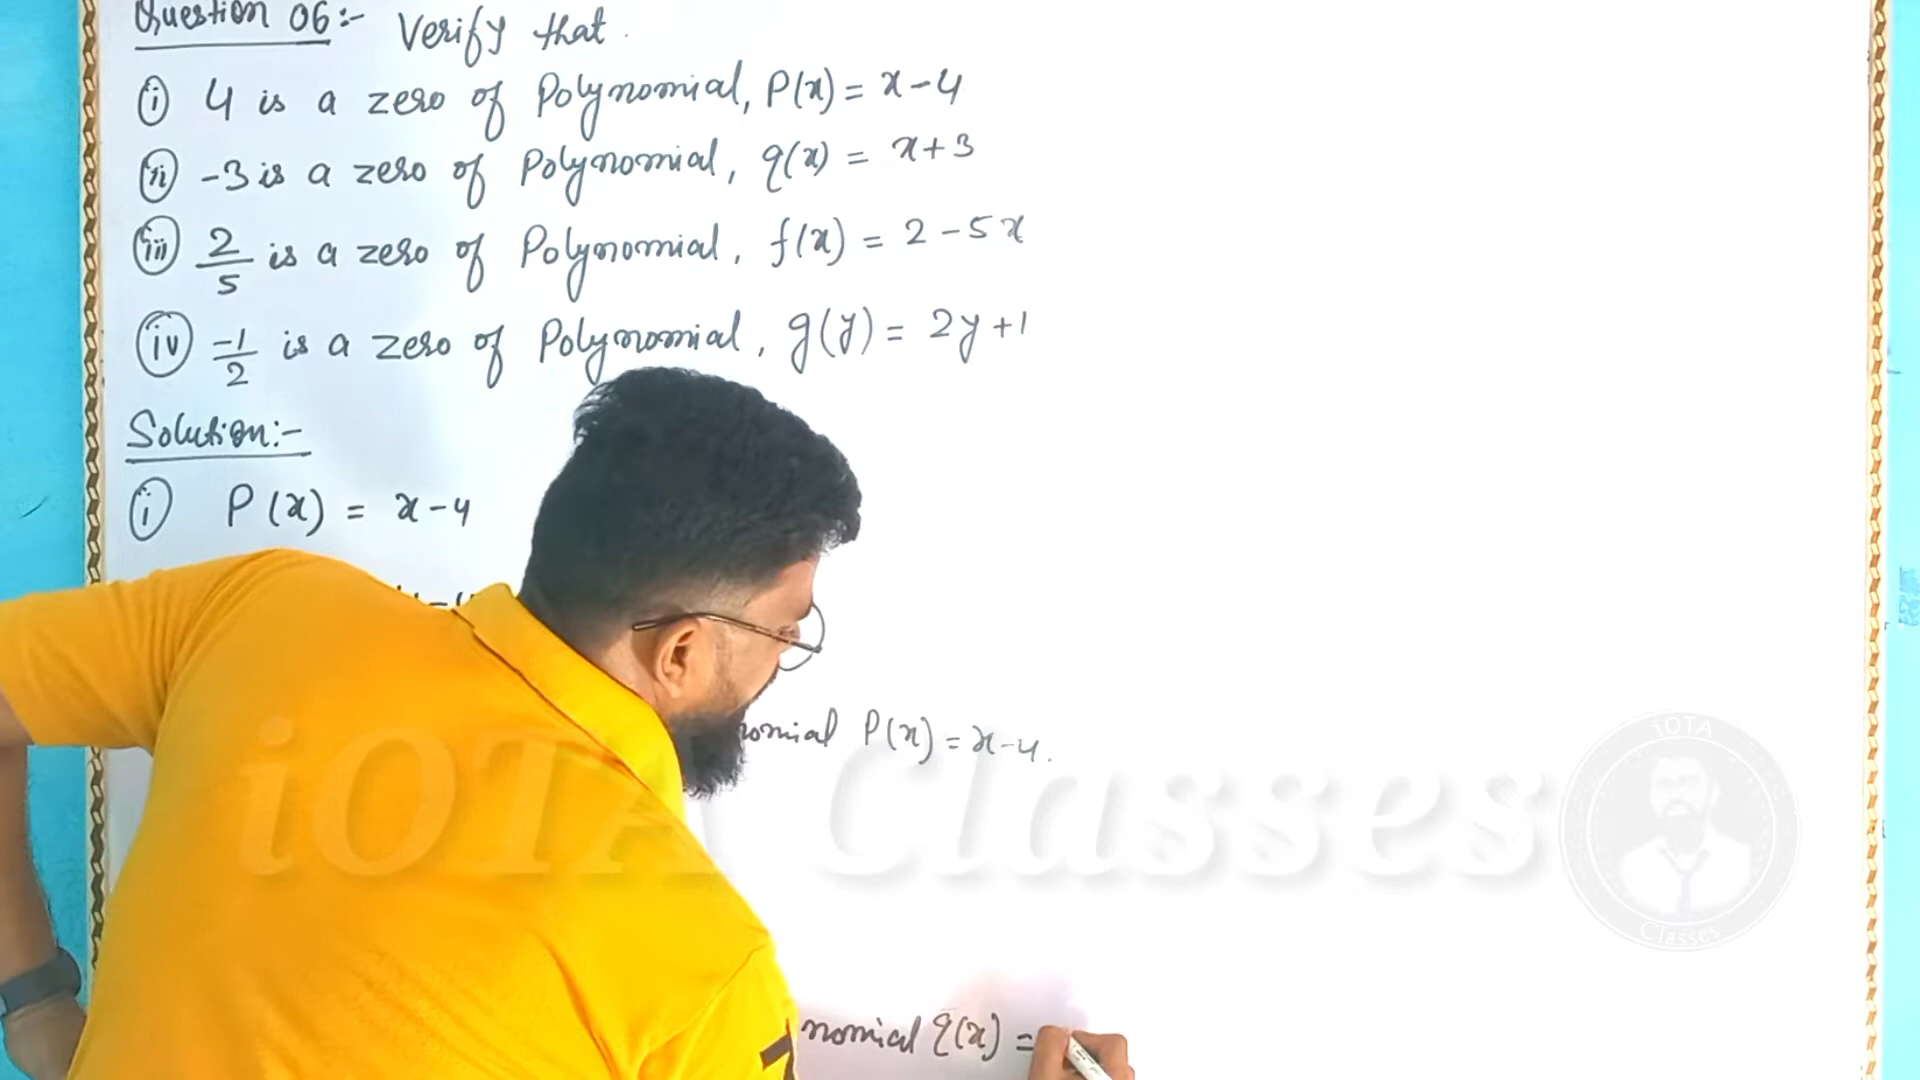 Question 06:- Verify that.
(i) 4 is a zero of Polynomial, P(x) = x-4
(ii) -3 is a zero of Polynomial, q(x) = x+3
(iii) 2/5 is a zero of Polynomial, f(x) = 2-5x
(iv) -1/2 is a zero of Polynomial, g(y) = 2y+1
Solution:-
(i) P(x) = x-4
nomial P(x) = x-4.
iOTA Classes
iOTA
Classes
nomial q(x) =